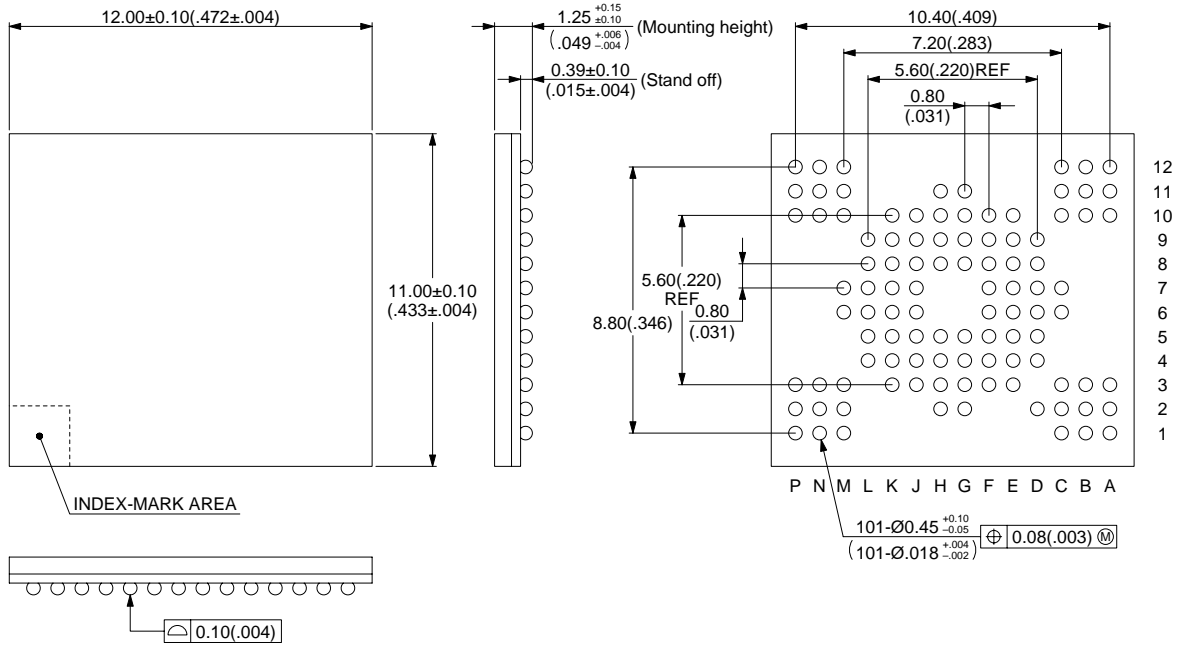 12.00±0.10(.472±.004)
1.25 +0.15 ±0.10
(.049 +.006 –.004) (Mounting height)
0.39±0.10 (Stand off)
(.015±.004)
11.00±0.10
(.433±.004)
INDEX-MARK AREA
0.10(.004)
10.40(.409)
7.20(.283)
5.60(.220)REF
0.80
(.031)
5.60(.220)
REF
8.80(.346)
0.80
(.031)
12
11
10
9
8
7
6
5
4
3
2
1
P N M L K J H G F E D C B A
101-Ø0.45 +0.10 –0.05
(101-Ø.018 +.004 –.002)
⌖ 0.08(.003) Ⓜ